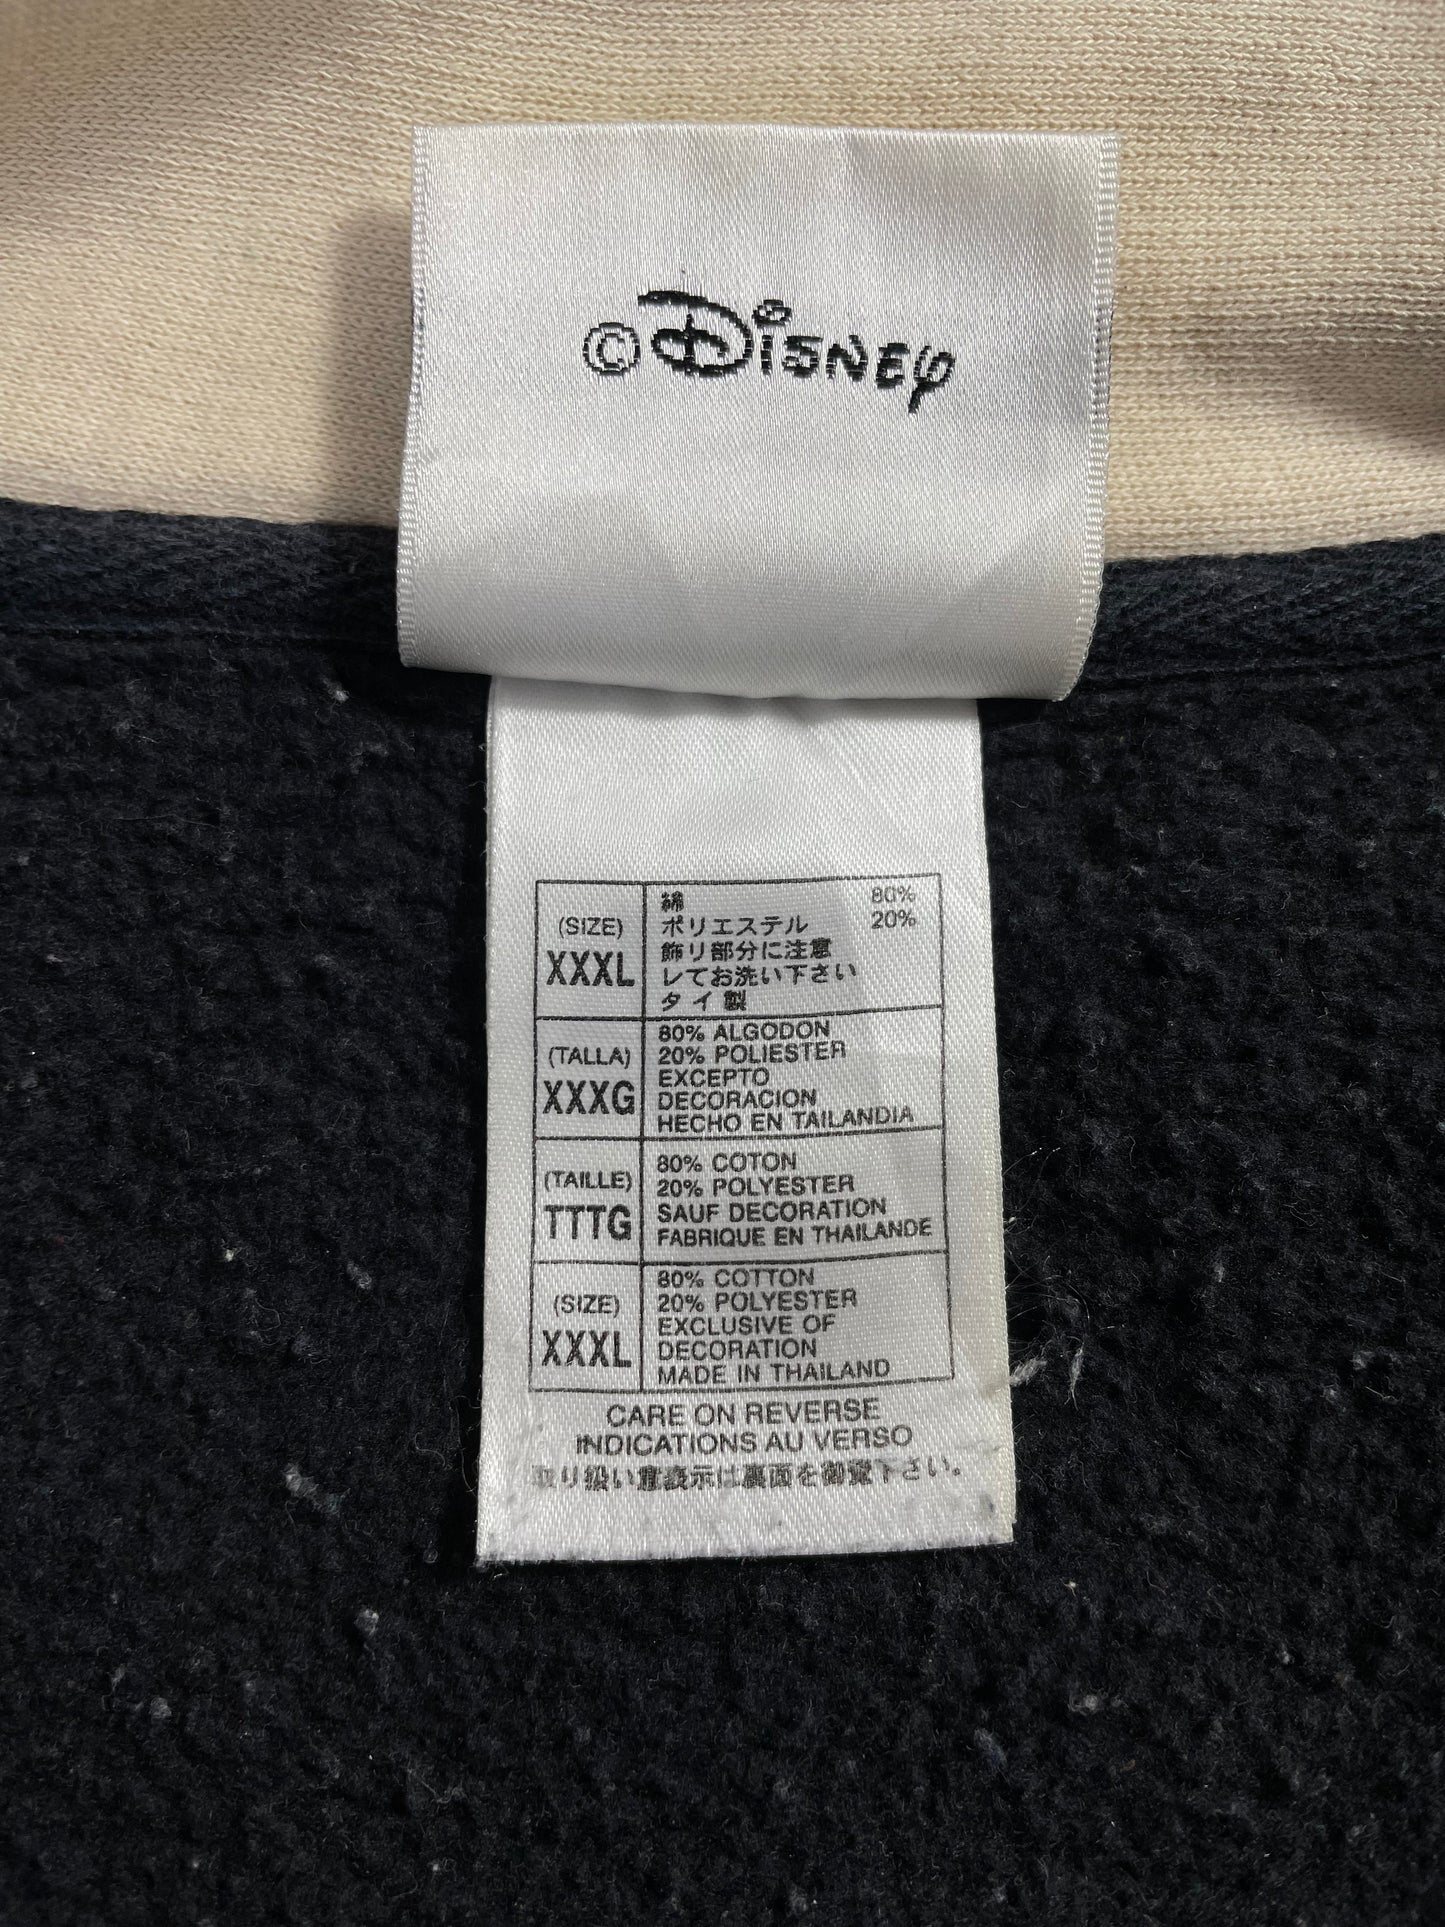 ©Disney
(SIZE)
XXXL
綿 80%
ポリエステル 20%
飾り部分に注意
してお洗い下さい
タイ製
(TALLA)
XXXG
80% ALGODON
20% POLIESTER
EXCEPTO
DECORACION
HECHO EN TAILANDIA
(TAILLE)
TTTG
80% COTON
20% POLYESTER
SAUF DECORATION
FABRIQUE EN THAILANDE
(SIZE)
XXXL
80% COTTON
20% POLYESTER
EXCLUSIVE OF
DECORATION
MADE IN THAILAND
CARE ON REVERSE
INDICATIONS AU VERSO
取り扱い意表示は裏面を御覧下さい。